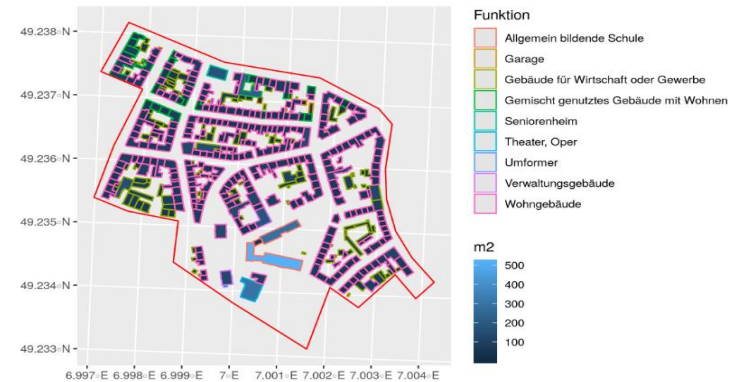 Funktion
Allgemein bildende Schule
Garage
Gebäude für Wirtschaft oder Gewerbe
Gemischt genutztes Gebäude mit Wohnen
Seniorenheim
Theater, Oper
Umformer
Verwaltungsgebäude
Wohngebäude
m2
500
400
300
200
100
49.238°N
49.237°N
49.236°N
49.235°N
49.234°N
49.233°N
6.997°E 6.998°E 6.999°E 7°E 7.001°E 7.002°E 7.003°E 7.004°E